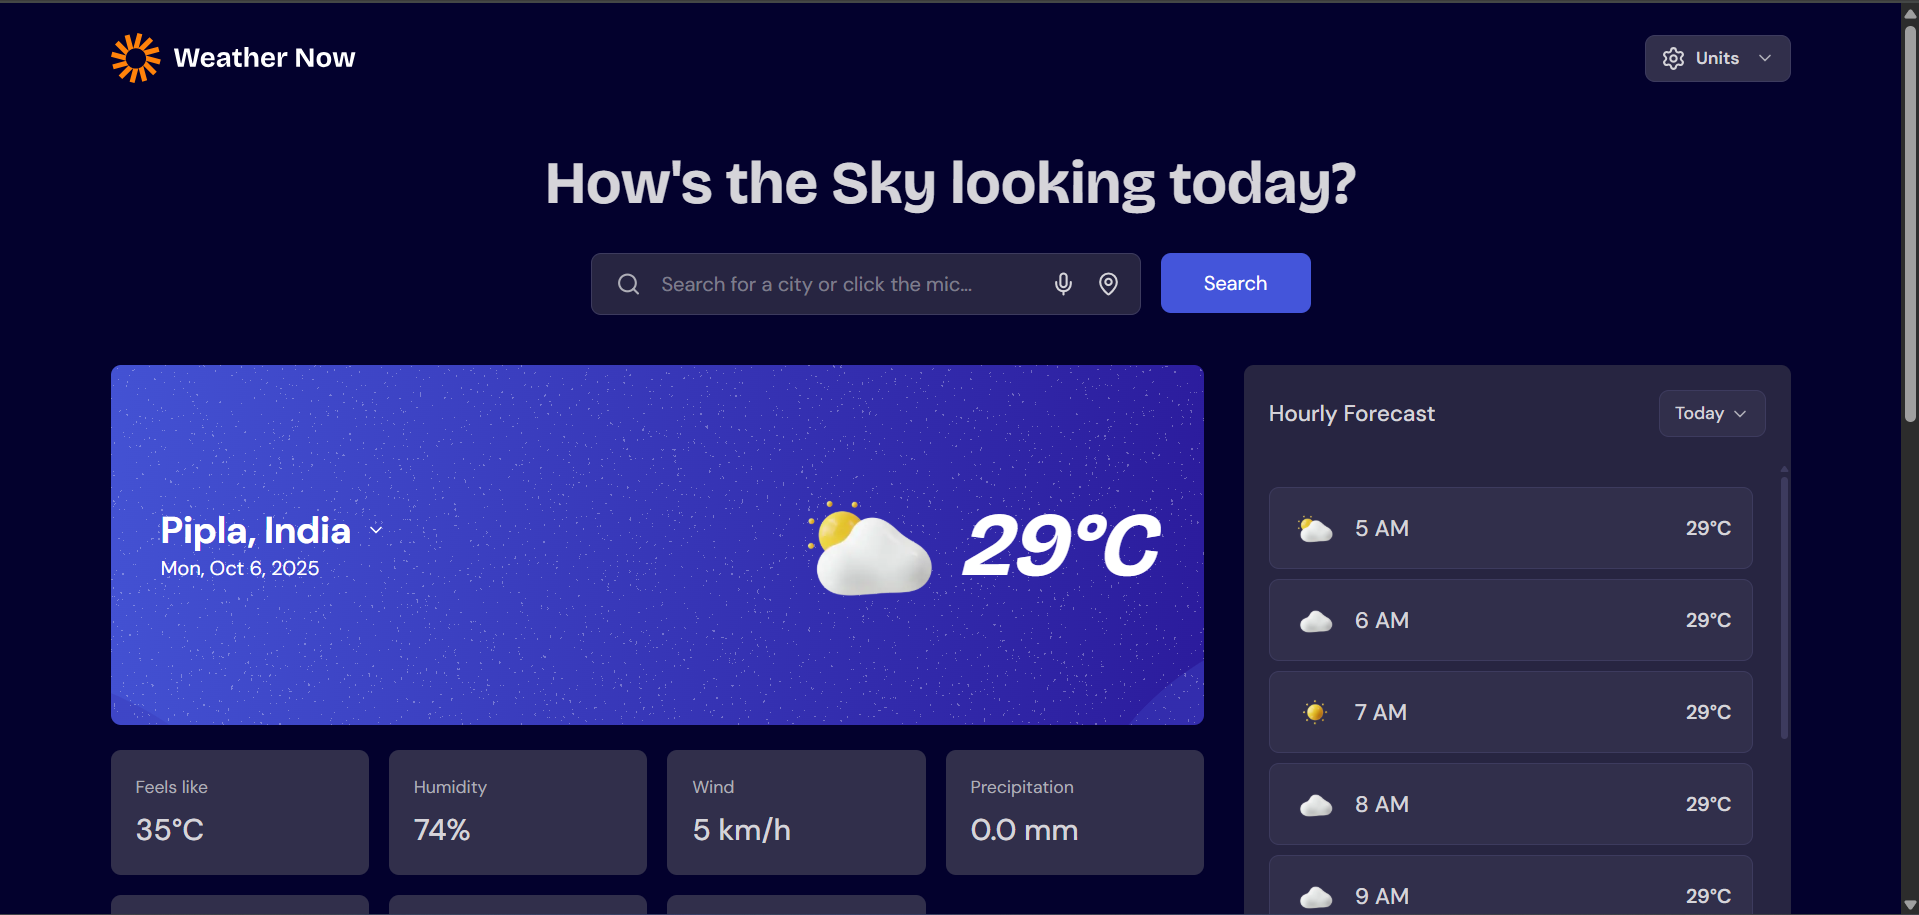 Weather Now
Units
How's the Sky looking today?
Search for a city or click the mic...
Search
Pipla, India
Mon, Oct 6, 2025
29°C
Feels like
35°C
Humidity
74%
Wind
5 km/h
Precipitation
0.0 mm
Hourly Forecast
Today
5 AM 29°C
6 AM 29°C
7 AM 29°C
8 AM 29°C
9 AM 29°C